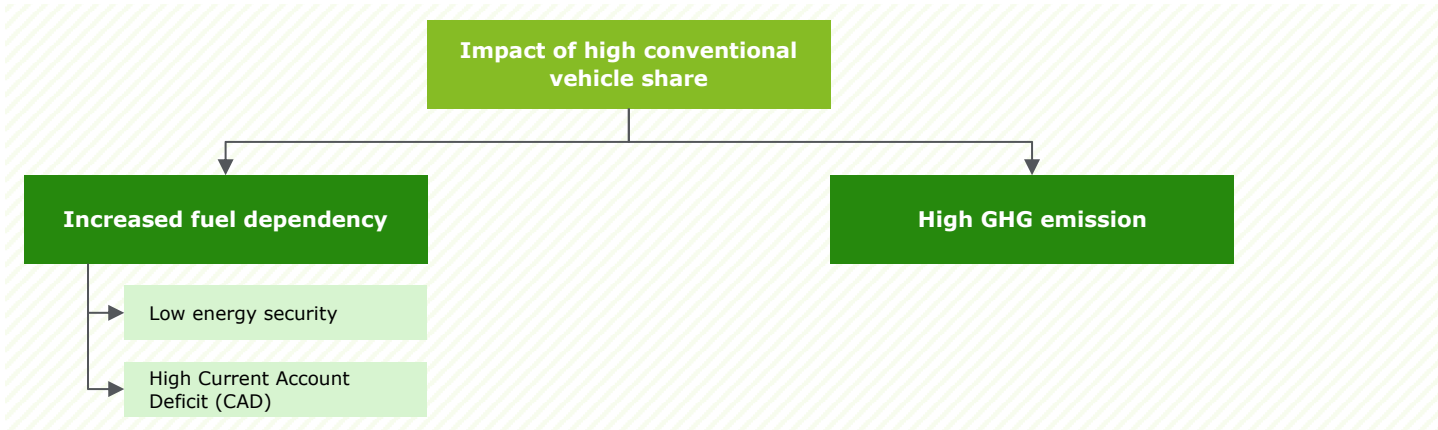 Impact of high conventional
vehicle share
Increased fuel dependency
High GHG emission
Low energy security
High Current Account
Deficit (CAD)